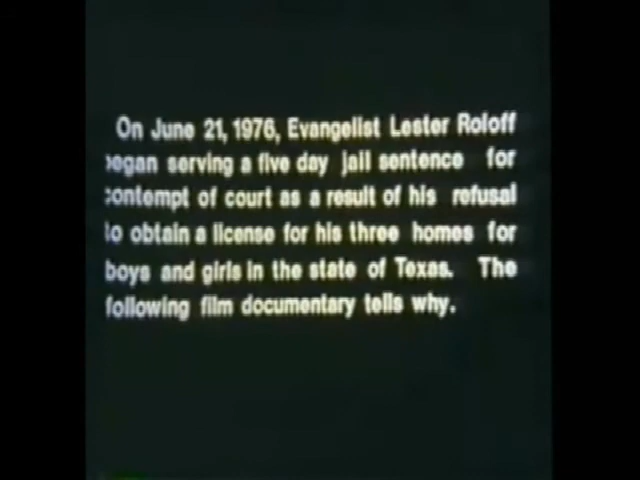 On June 21, 1976, Evangelist Lester Roloff
began serving a five day jail sentence for
contempt of court as a result of his refusal
to obtain a license for his three homes for
boys and girls in the state of Texas. The
following film documentary tells why.